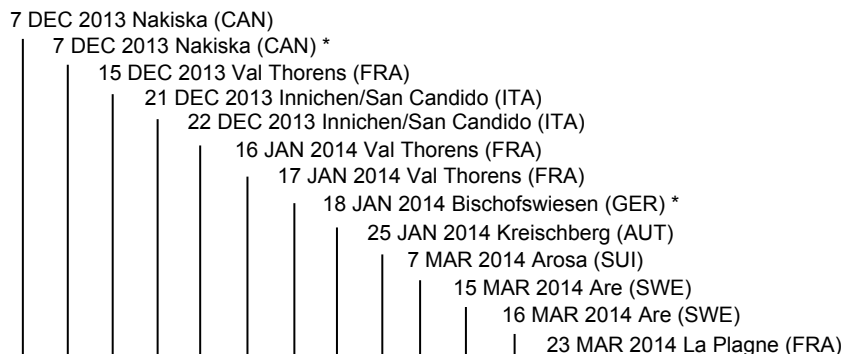 7 DEC 2013 Nakiska (CAN)
7 DEC 2013 Nakiska (CAN) *
15 DEC 2013 Val Thorens (FRA)
21 DEC 2013 Innichen/San Candido (ITA)
22 DEC 2013 Innichen/San Candido (ITA)
16 JAN 2014 Val Thorens (FRA)
17 JAN 2014 Val Thorens (FRA)
18 JAN 2014 Bischofswiesen (GER) *
25 JAN 2014 Kreischberg (AUT)
7 MAR 2014 Arosa (SUI)
15 MAR 2014 Are (SWE)
16 MAR 2014 Are (SWE)
23 MAR 2014 La Plagne (FRA)